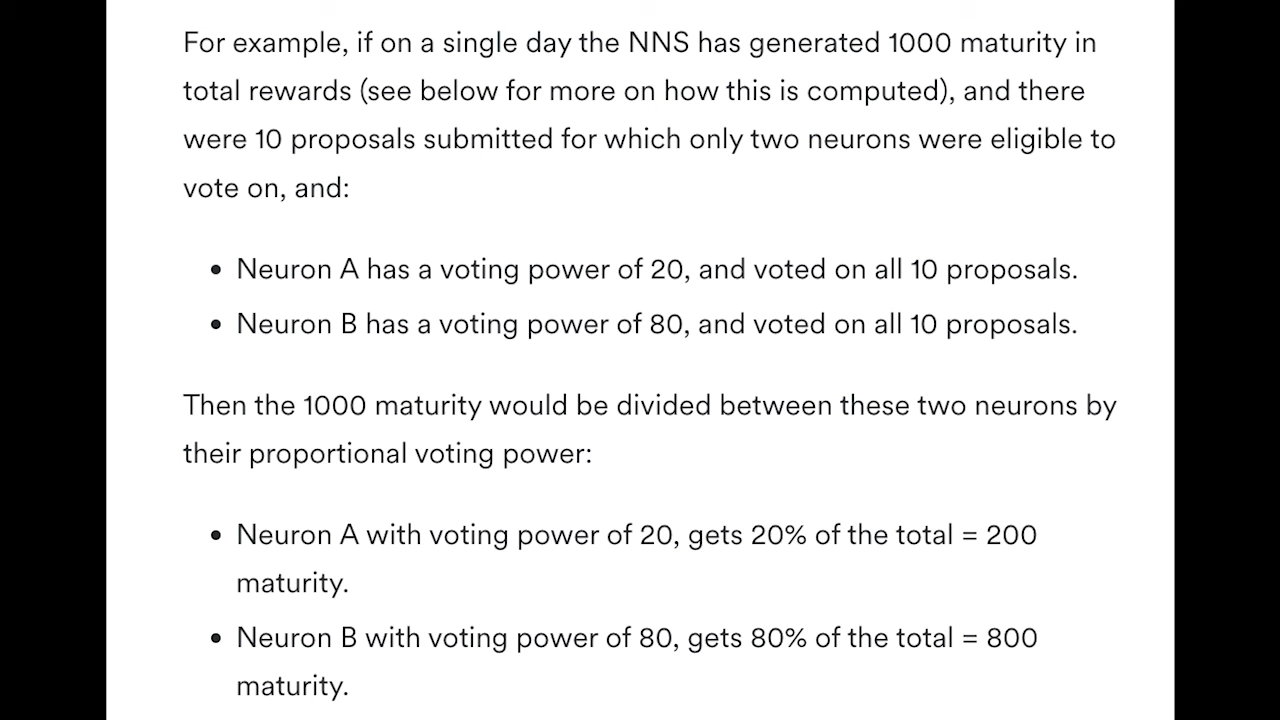 For example, if on a single day the NNS has generated 1000 maturity in
total rewards (see below for more on how this is computed), and there
were 10 proposals submitted for which only two neurons were eligible to
vote on, and:
• Neuron A has a voting power of 20, and voted on all 10 proposals.
• Neuron B has a voting power of 80, and voted on all 10 proposals.
Then the 1000 maturity would be divided between these two neurons by
their proportional voting power:
• Neuron A with voting power of 20, gets 20% of the total = 200
maturity.
• Neuron B with voting power of 80, gets 80% of the total = 800
maturity.